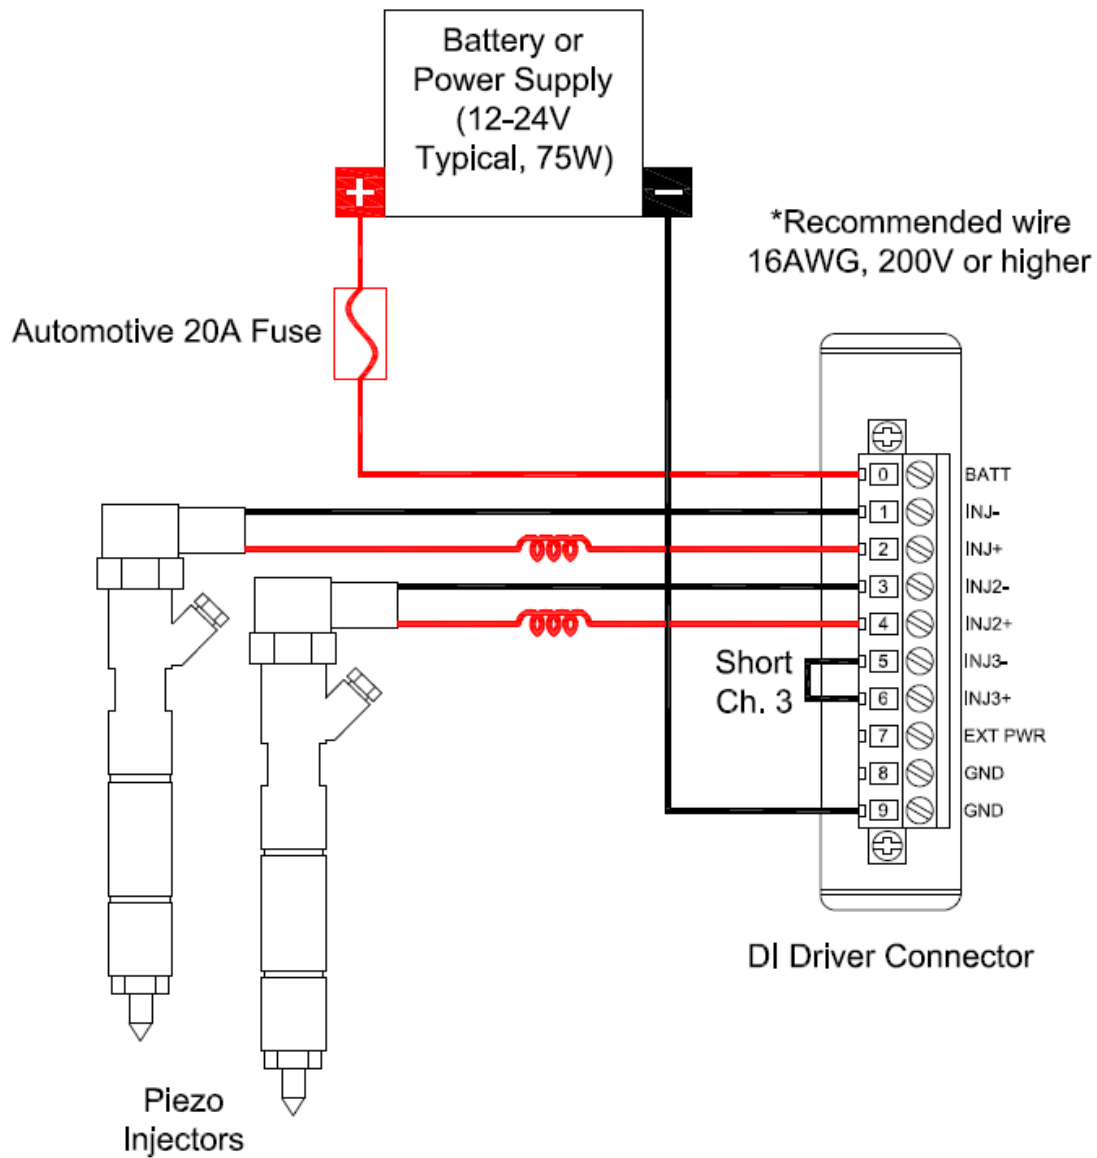 Battery or
Power Supply
(12-24V
Typical, 75W)
+
−
*Recommended wire
16AWG, 200V or higher
Automotive 20A Fuse
0 BATT
1 INJ-
2 INJ+
3 INJ2-
4 INJ2+
5 INJ3-
6 INJ3+
7 EXT PWR
8 GND
9 GND
Short
Ch. 3
DI Driver Connector
Piezo
Injectors